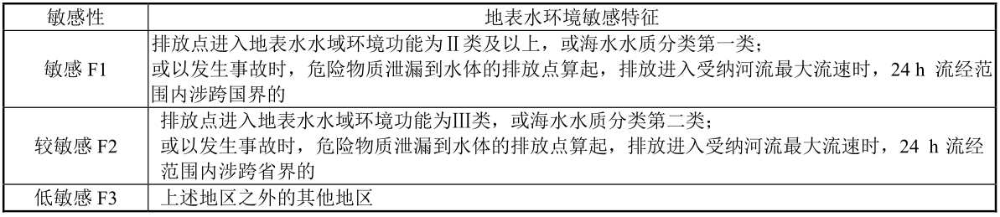 敏感性 地表水环境敏感特征
排放点进入地表水水域环境功能为Ⅱ类及以上，或海水水质分类第一类；
敏感 F1 或以发生事故时，危险物质泄漏到水体的排放点算起，排放进入受纳河流最大流速时，24 h 流经范
围内涉跨国界的
排放点进入地表水水域环境功能为Ⅲ类，或海水水质分类第二类；
较敏感 F2 或以发生事故时，危险物质泄漏到水体的排放点算起，排放进入受纳河流最大流速时，24 h 流经
范围内涉跨省界的
低敏感 F3 上述地区之外的其他地区